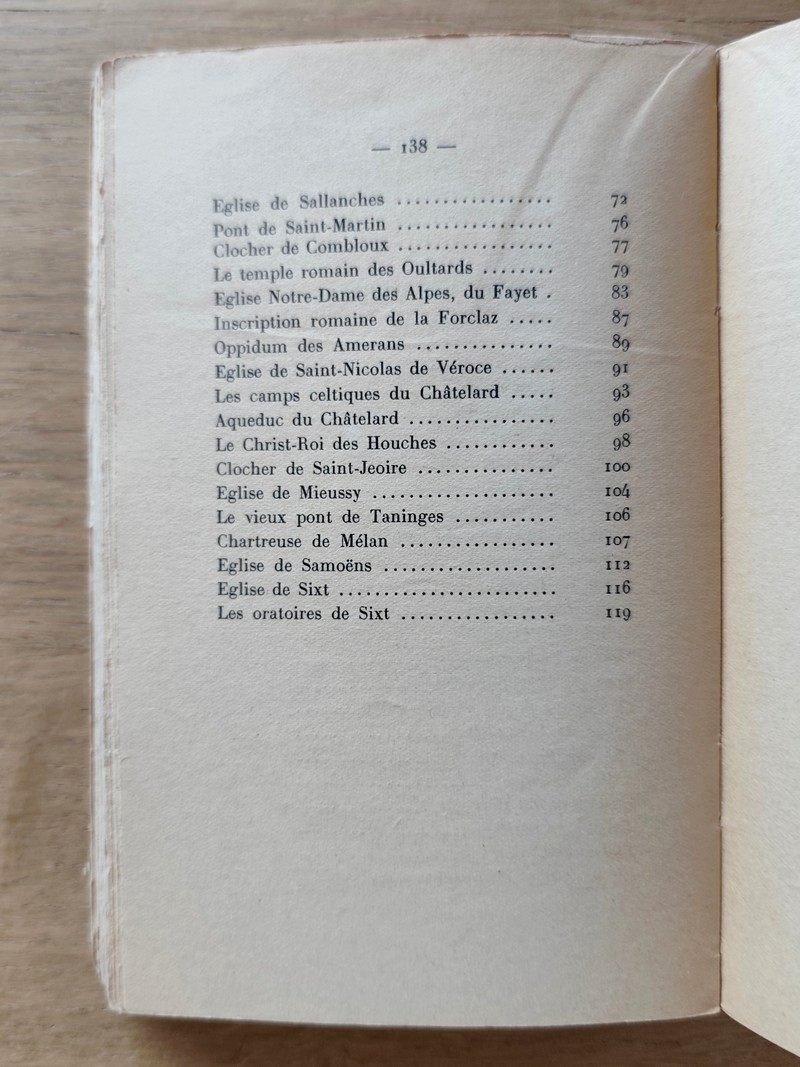 — 138 —
Eglise de Sallanches ................. 72
Pont de Saint-Martin ................. 76
Clocher de Combloux ................. 77
Le temple romain des Oultards ........ 79
Eglise Notre-Dame des Alpes, du Fayet . 83
Inscription romaine de la Forclaz ..... 87
Oppidum des Amerans ............... 89
Eglise de Saint-Nicolas de Véroce ...... 91
Les camps celtiques du Châtelard ..... 93
Aqueduc du Châtelard ................ 96
Le Christ-Roi des Houches ............ 98
Clocher de Saint-Jeoire ............... 100
Eglise de Mieussy .................... 104
Le vieux pont de Taninges ........... 106
Chartreuse de Mélan ................. 107
Eglise de Samoëns ................... 112
Eglise de Sixt ........................ 116
Les oratoires de Sixt ................. 119